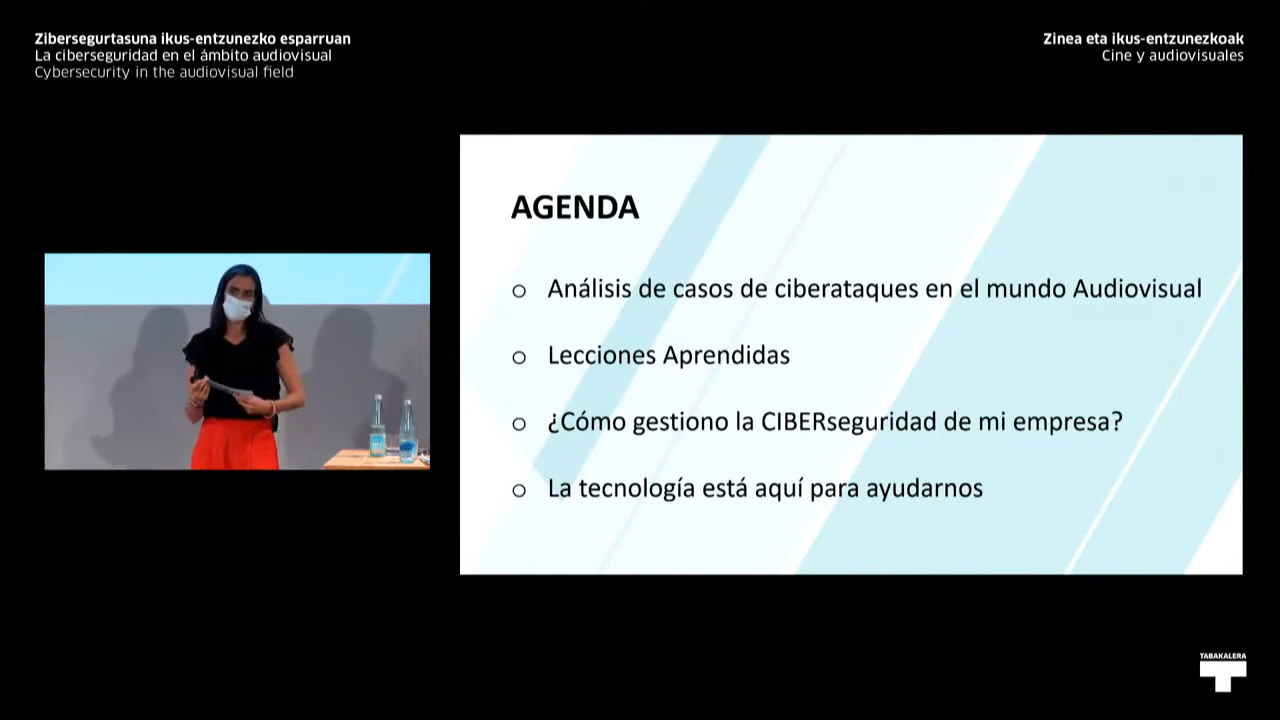 Zibersegurtasuna ikus-entzunezko esparruan
La ciberseguridad en el ámbito audiovisual
Cybersecurity in the audiovisual field
Zinea eta ikus-entzunezkoak
Cine y audiovisuales
AGENDA
o Análisis de casos de ciberataques en el mundo Audiovisual
o Lecciones Aprendidas
o ¿Cómo gestiono la CIBERseguridad de mi empresa?
o La tecnología está aquí para ayudarnos
TABAKALERA